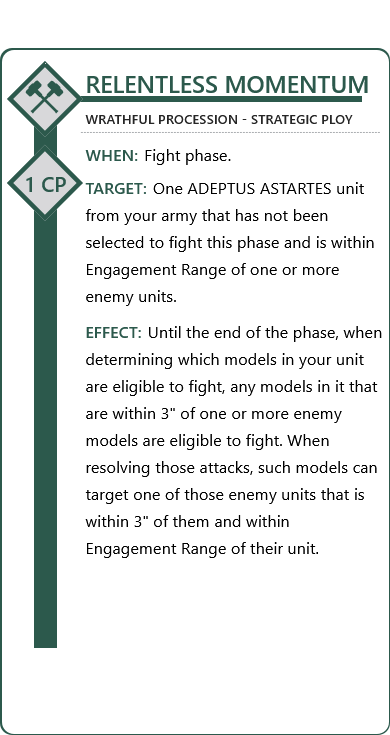 RELENTLESS MOMENTUM
WRATHFUL PROCESSION - STRATEGIC PLOY
WHEN: Fight phase.
1 CP
TARGET: One ADEPTUS ASTARTES unit
from your army that has not been
selected to fight this phase and is within
Engagement Range of one or more
enemy units.
EFFECT: Until the end of the phase, when
determining which models in your unit
are eligible to fight, any models in it that
are within 3" of one or more enemy
models are eligible to fight. When
resolving those attacks, such models can
target one of those enemy units that is
within 3" of them and within
Engagement Range of their unit.